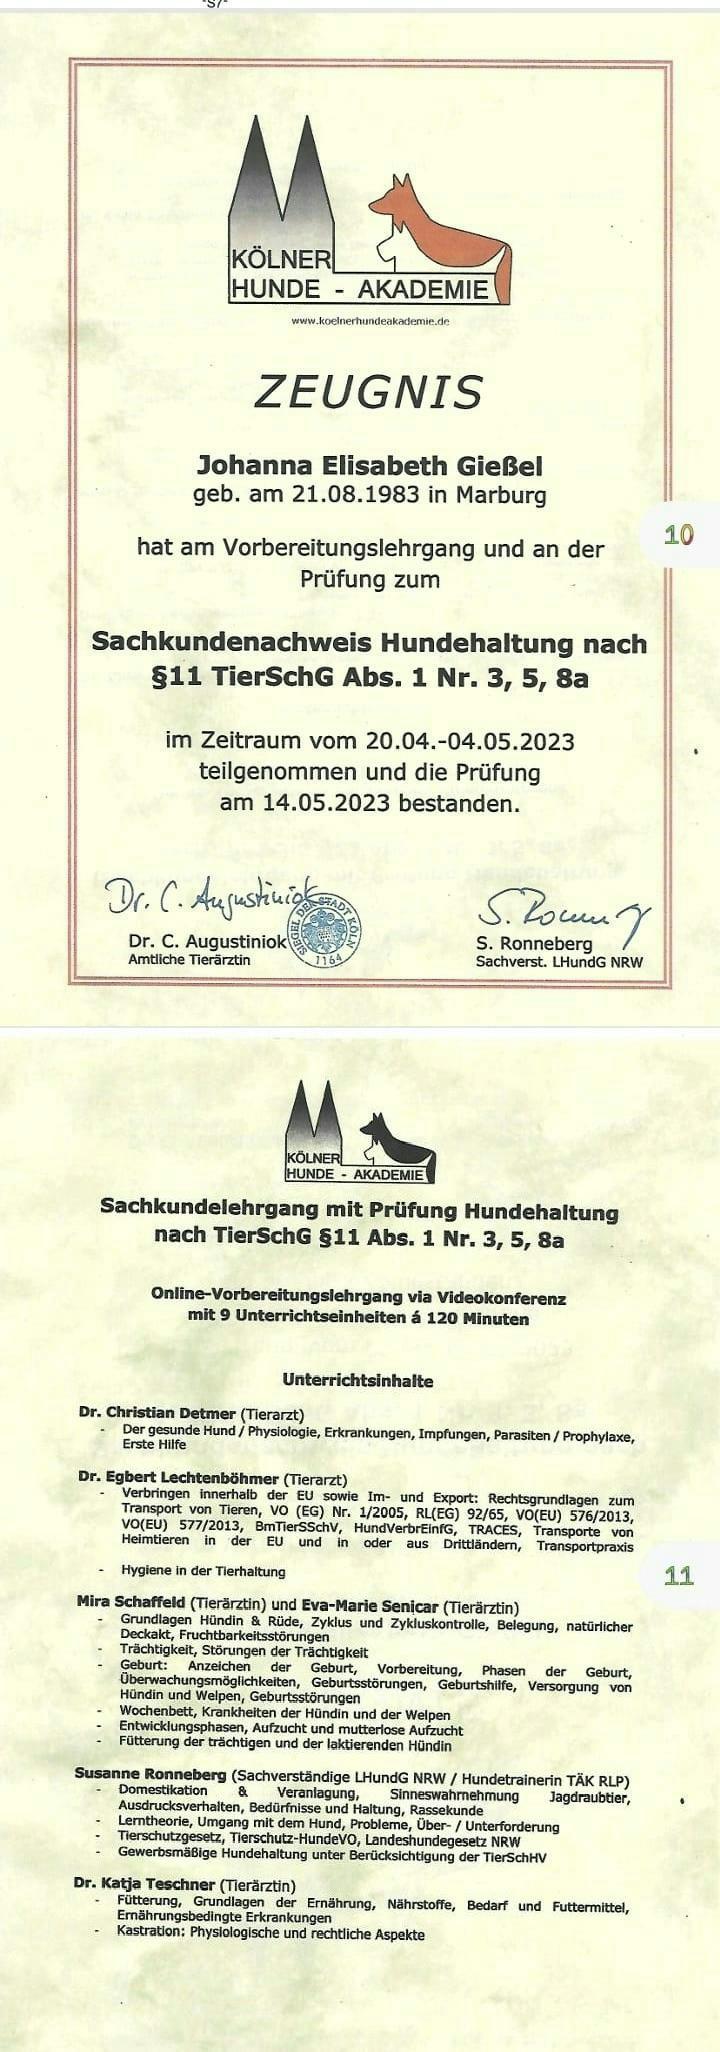 -S7-
KÖLNER
HUNDE - AKADEMIE
www.koelnerhundeakademie.de
ZEUGNIS
Johanna Elisabeth Gießel
geb. am 21.08.1983 in Marburg
10
hat am Vorbereitungslehrgang und an der
Prüfung zum
Sachkundenachweis Hundehaltung nach
§11 TierSchG Abs. 1 Nr. 3, 5, 8a
im Zeitraum vom 20.04.-04.05.2023
teilgenommen und die Prüfung
am 14.05.2023 bestanden.
Dr. C. Augustiniok
S. Ronneberg
SIEGEL DER STADT KÖLN
1164
Dr. C. Augustiniok
Amtliche Tierärztin
S. Ronneberg
Sachverst. LHundG NRW
KÖLNER
HUNDE - AKADEMIE
Sachkundelehrgang mit Prüfung Hundehaltung
nach TierSchG §11 Abs. 1 Nr. 3, 5, 8a
Online-Vorbereitungslehrgang via Videokonferenz
mit 9 Unterrichtseinheiten á 120 Minuten
Unterrichtsinhalte
Dr. Christian Detmer (Tierarzt)
- Der gesunde Hund / Physiologie, Erkrankungen, Impfungen, Parasiten / Prophylaxe,
Erste Hilfe
Dr. Egbert Lechtenböhmer (Tierarzt)
- Verbringen innerhalb der EU sowie Im- und Export: Rechtsgrundlagen zum
Transport von Tieren, VO (EG) Nr. 1/2005, RL(EG) 92/65, VO(EU) 576/2013,
VO(EU) 577/2013, BmTierSSchV, HundVerbrEinfG, TRACES, Transporte von
Heimtieren in der EU und in oder aus Drittländern, Transportpraxis
- Hygiene in der Tierhaltung
11
Mira Schaffeld (Tierärztin) und Eva-Marie Senicar (Tierärztin)
- Grundlagen Hündin & Rüde, Zyklus und Zykluskontrolle, Belegung, natürlicher
Deckakt, Fruchtbarkeitsstörungen
- Trächtigkeit, Störungen der Trächtigkeit
- Geburt: Anzeichen der Geburt, Vorbereitung, Phasen der Geburt,
Überwachungsmöglichkeiten, Geburtsstörungen, Geburtshilfe, Versorgung von
Hündin und Welpen, Geburtsstörungen
- Wochenbett, Krankheiten der Hündin und der Welpen
- Entwicklungsphasen, Aufzucht und mutterlose Aufzucht
- Fütterung der trächtigen und der laktierenden Hündin
Susanne Ronneberg (Sachverständige LHundG NRW / Hundetrainerin TÄK RLP)
- Domestikation & Veranlagung, Sinneswahrnehmung Jagdraubtier,
Ausdrucksverhalten, Bedürfnisse und Haltung, Rassekunde
- Lerntheorie, Umgang mit dem Hund, Probleme, Über- / Unterforderung
- Tierschutzgesetz, Tierschutz-HundeVO, Landeshundegesetz NRW
- Gewerbsmäßige Hundehaltung unter Berücksichtigung der TierSchHV
Dr. Katja Teschner (Tierärztin)
- Fütterung, Grundlagen der Ernährung, Nährstoffe, Bedarf und Futtermittel,
Ernährungsbedingte Erkrankungen
- Kastration: Physiologische und rechtliche Aspekte